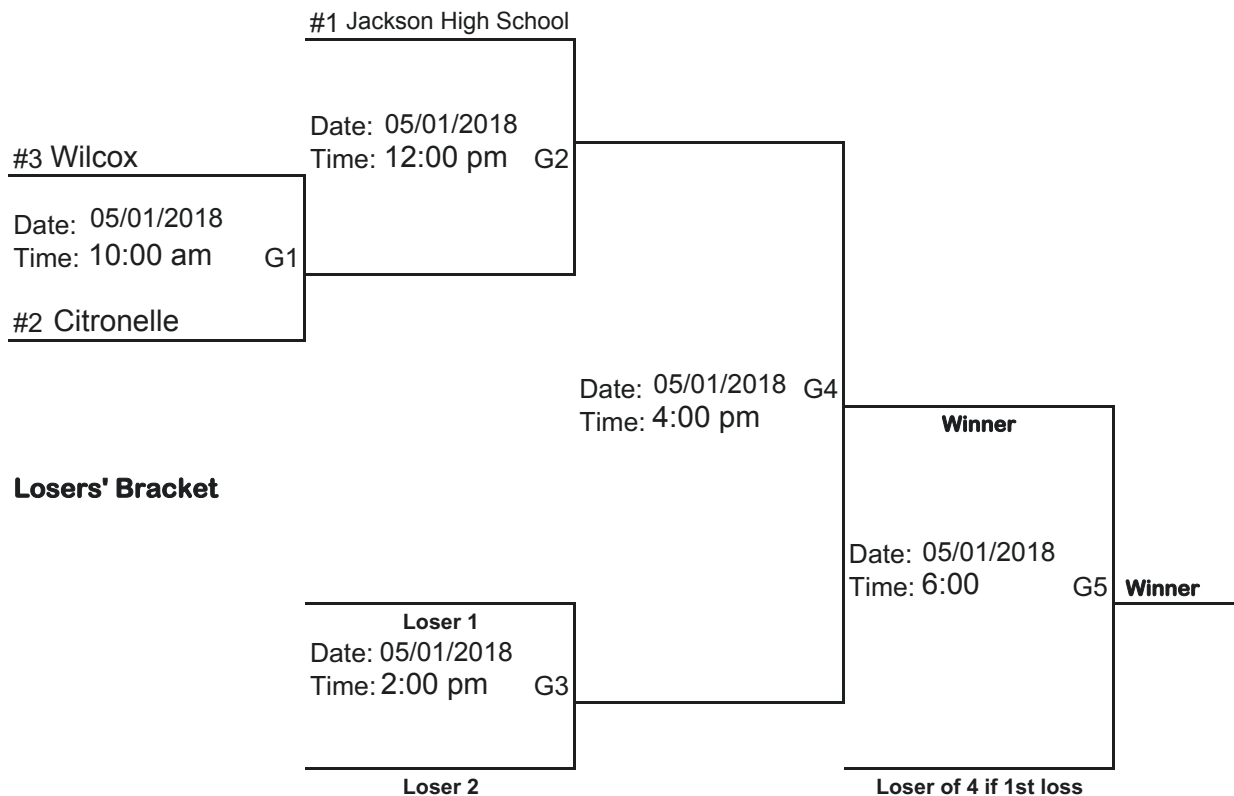 #1 Jackson High School
Date: 05/01/2018
Time: 12:00 pm G2
#3 Wilcox
Date: 05/01/2018
Time: 10:00 am G1
#2 Citronelle
Date: 05/01/2018 G4
Time: 4:00 pm
Winner
Losers' Bracket
Date: 05/01/2018
Time: 6:00 G5 Winner
Loser 1
Date: 05/01/2018
Time: 2:00 pm G3
Loser 2
Loser of 4 if 1st loss